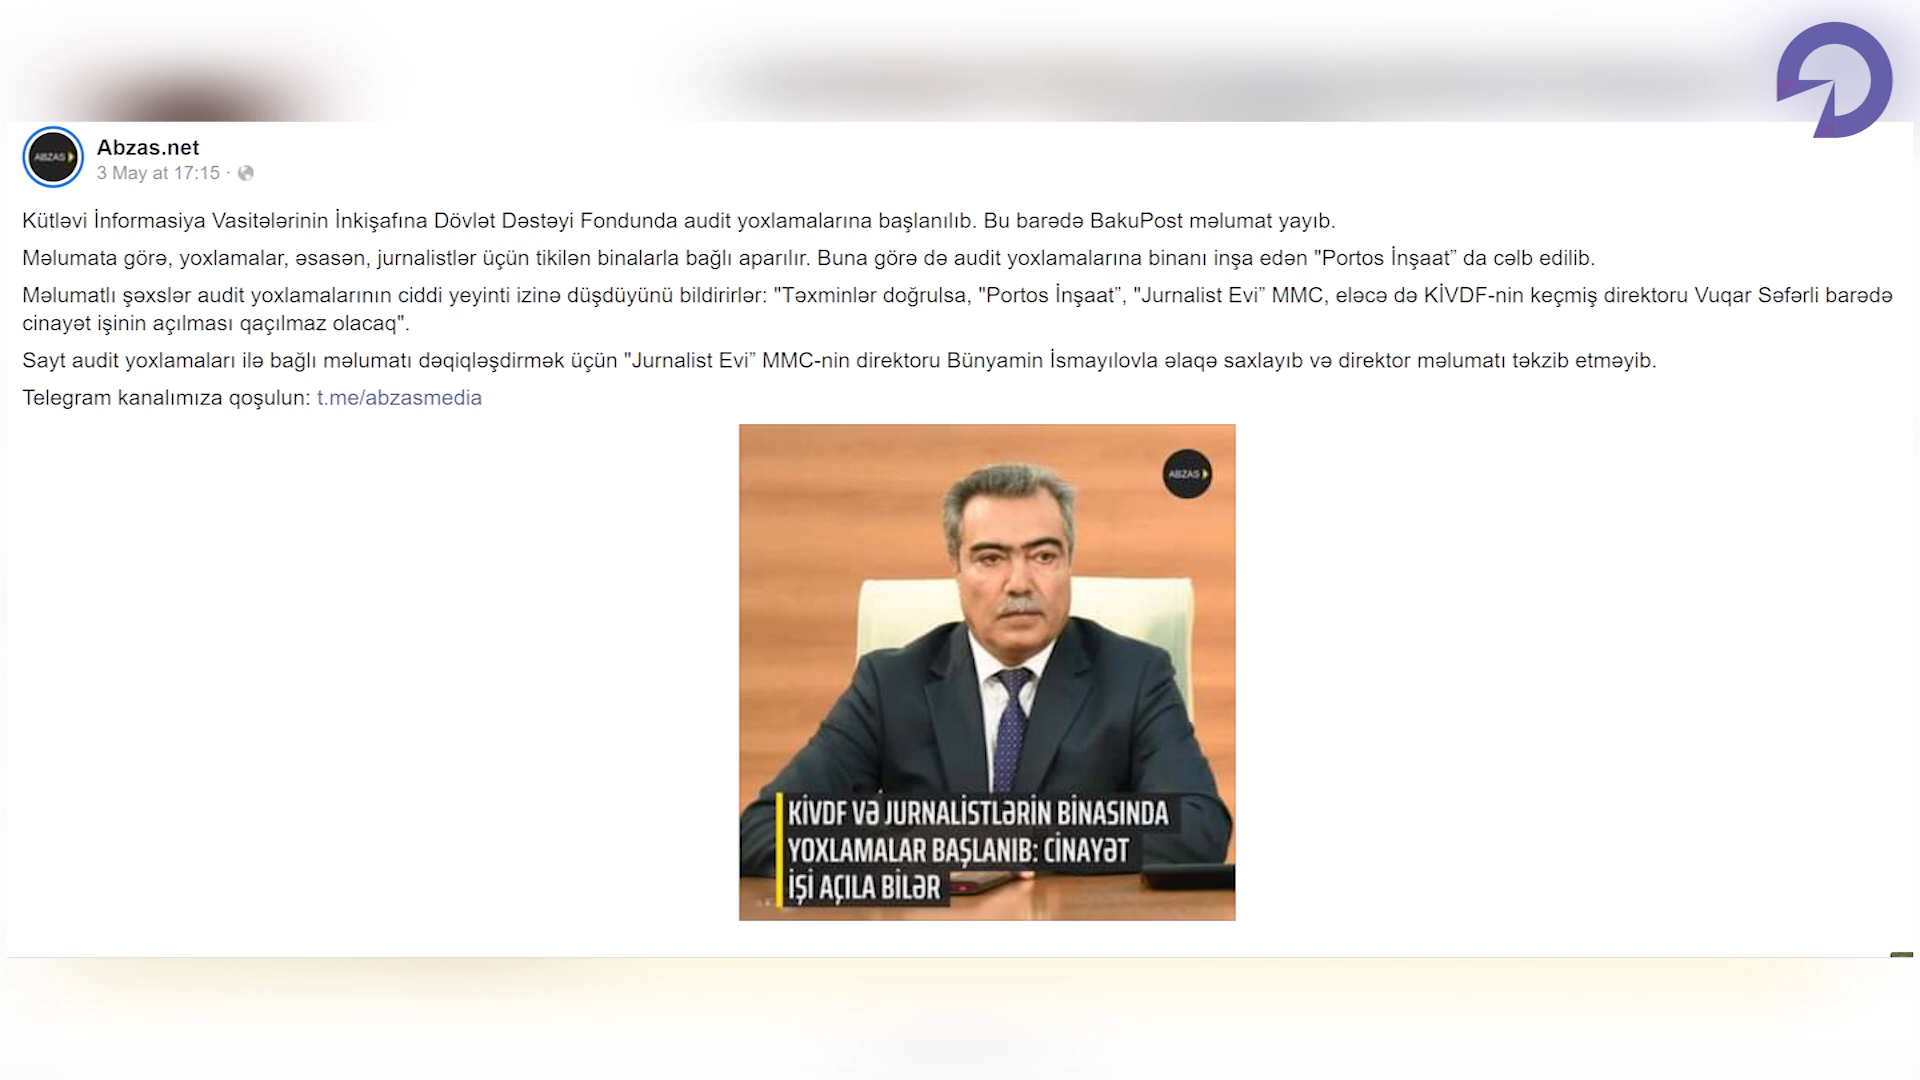 ABZAS
Abzas.net
3 May at 17:15 ·
Kütləvi İnformasiya Vasitələrinin İnkişafına Dövlət Dəstəyi Fondunda audit yoxlamalarına başlanılıb. Bu barədə BakuPost məlumat yayıb.
Məlumata görə, yoxlamalar, əsasən, jurnalistlər üçün tikilən binalarla bağlı aparılır. Buna görə də audit yoxlamalarına binanı inşa edən "Portos İnşaat” da cəlb edilib.
Məlumatlı şəxslər audit yoxlamalarının ciddi yeyinti izinə düşdüyünü bildirirlər: "Təxminlər doğrulsa, "Portos İnşaat”, "Jurnalist Evi” MMC, eləcə də KİVDF-nin keçmiş direktoru Vuqar Səfərli barədə
cinayət işinin açılması qaçılmaz olacaq".
Sayt audit yoxlamaları ilə bağlı məlumatı dəqiqləşdirmək üçün "Jurnalist Evi” MMC-nin direktoru Bünyamin İsmayılovla əlaqə saxlayıb və direktor məlumatı təkzib etməyib.
Telegram kanalımıza qoşulun: t.me/abzasmedia
ABZAS
KİVDF VƏ JURNALİSTLƏRİN BİNASINDA
YOXLAMALAR BAŞLANIB: CİNAYƏT
İŞİ AÇILA BİLƏR